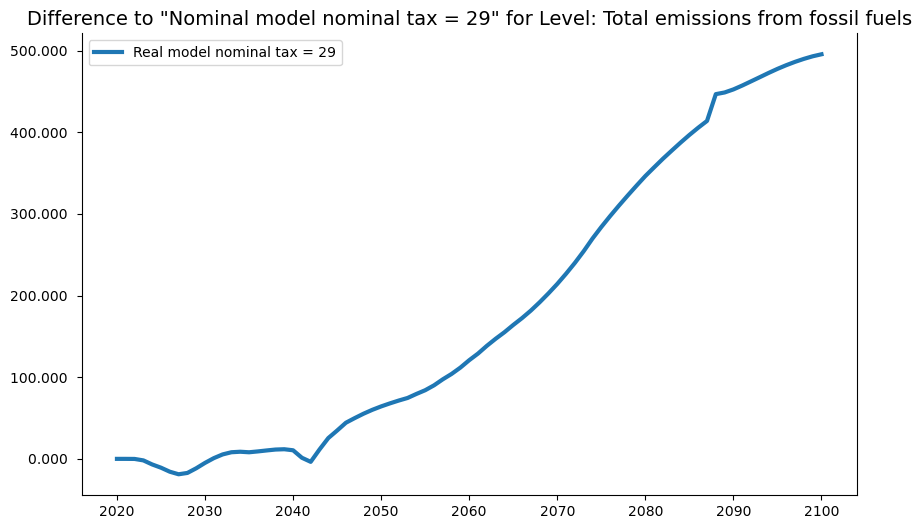 Difference to "Nominal model nominal tax = 29" for Level: Total emissions from fossil fuels
Real model nominal tax = 29
500.000
400.000
300.000
200.000
100.000
0.000
2020 2030 2040 2050 2060 2070 2080 2090 2100